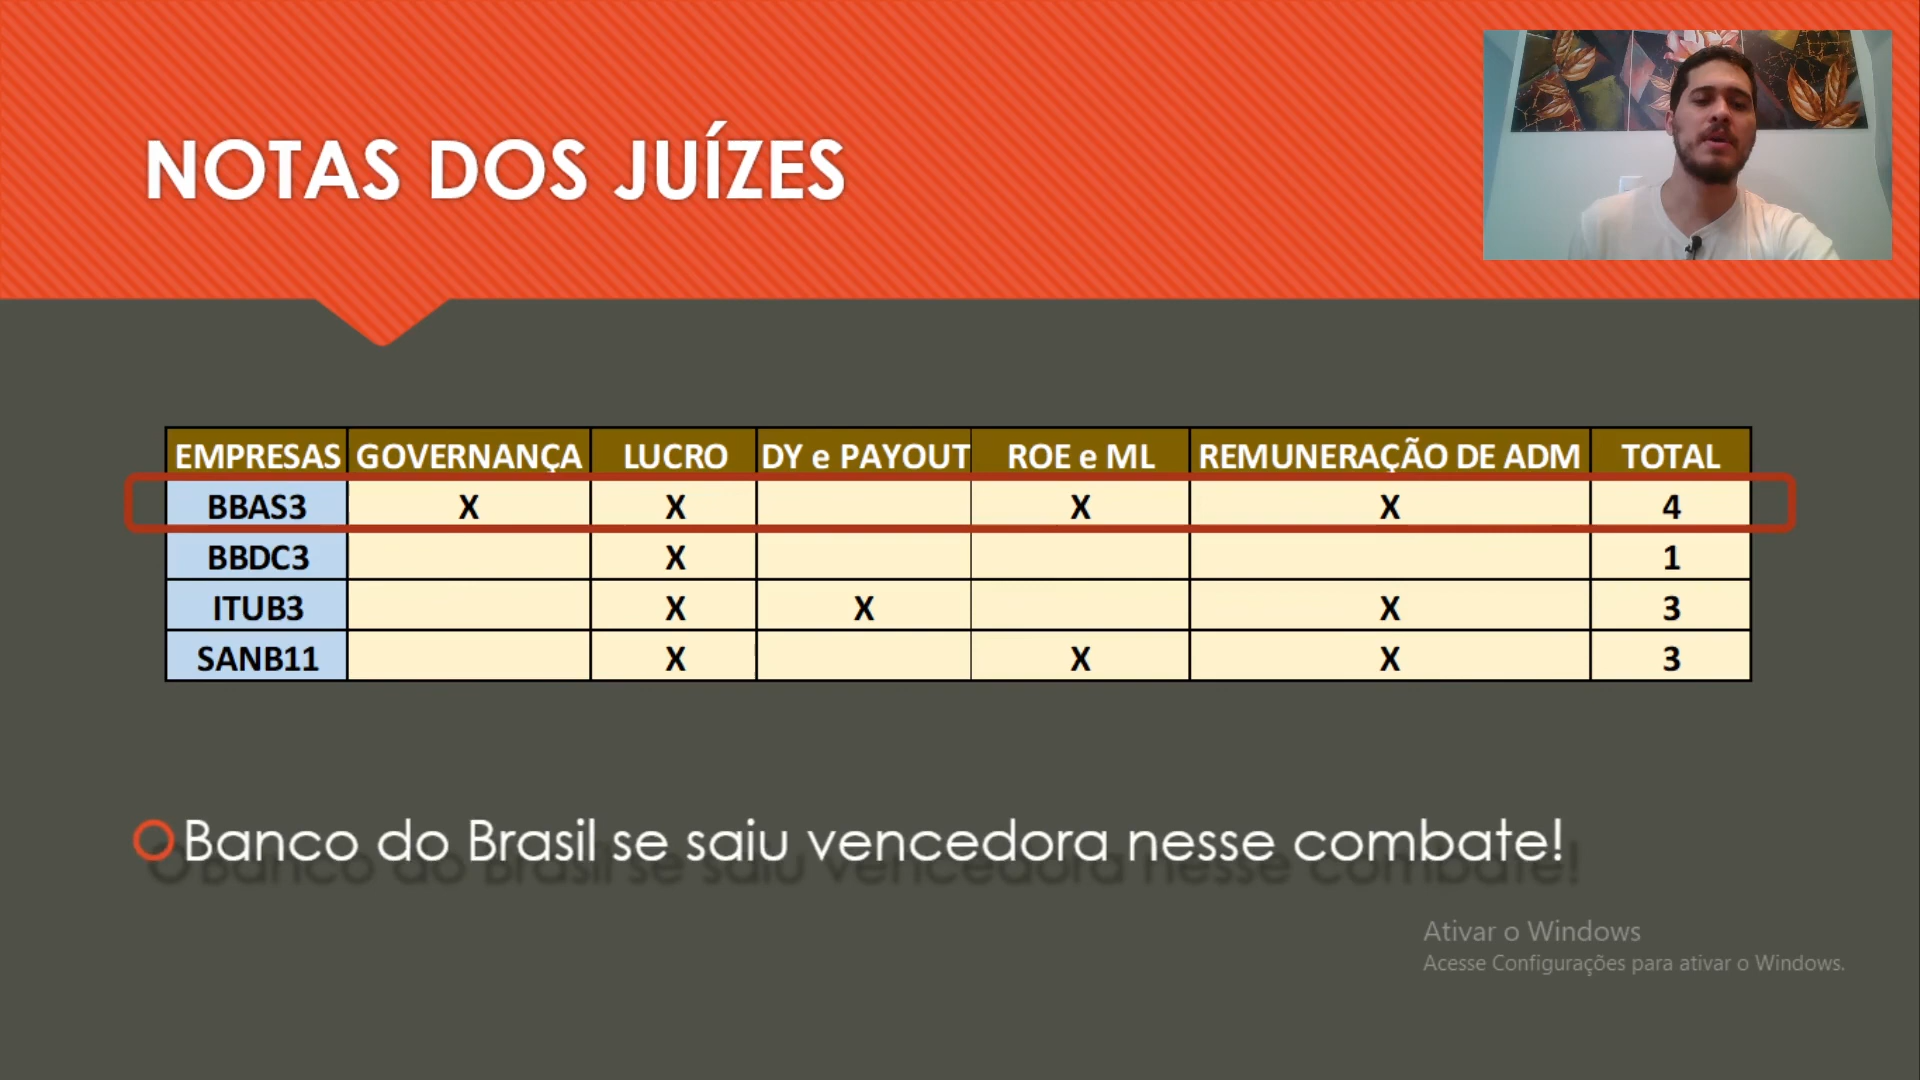 NOTAS DOS JUÍZES
EMPRESAS GOVERNANÇA LUCRO DY e PAYOUT ROE e ML REMUNERAÇÃO DE ADM TOTAL
BBAS3 X X X X 4
BBDC3 X 1
ITUB3 X X X 3
SANB11 X X X 3
Banco do Brasil se saiu vencedora nesse combate!
Ativar o Windows
Acesse Configurações para ativar o Windows.